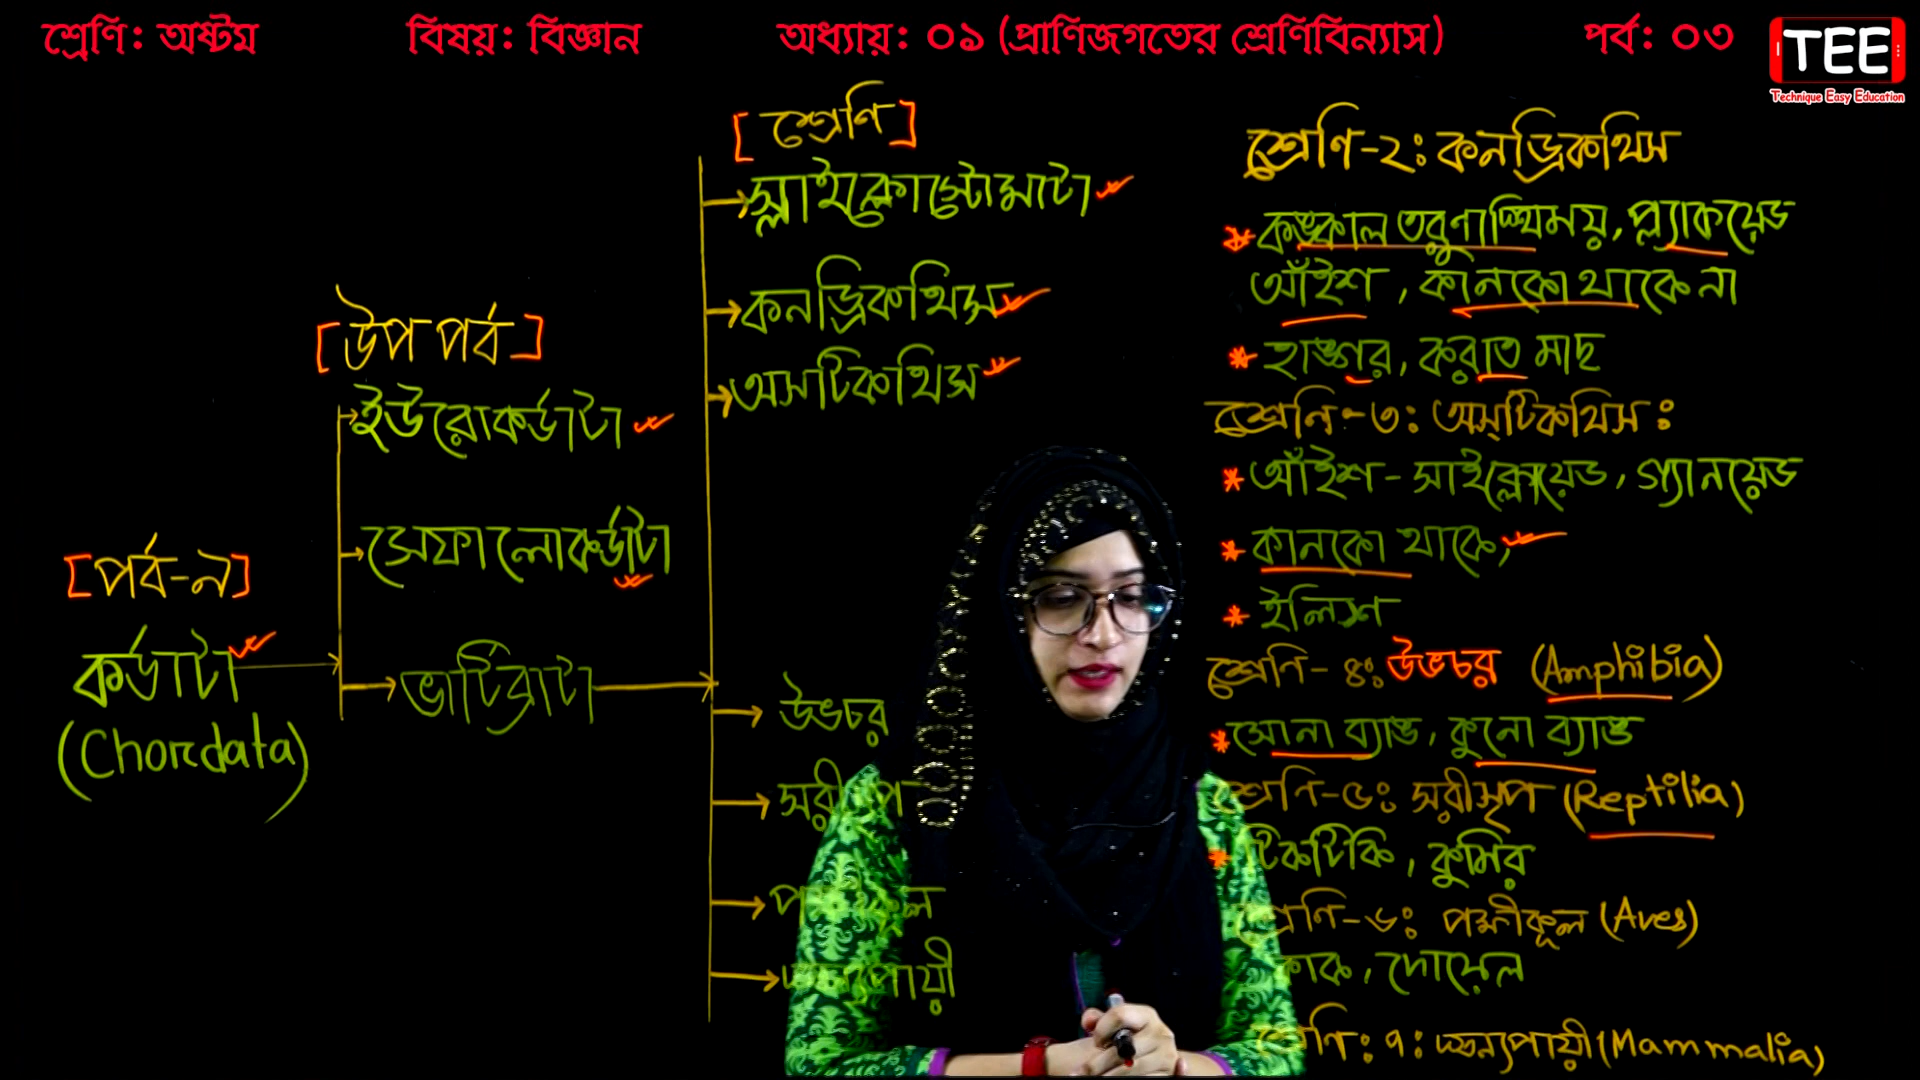 শ্রেণি: অষ্টম
বিষয়: বিজ্ঞান
অধ্যায়: ০১ (প্রাণিজগতের শ্রেণিবিন্যাস)
পর্ব: ০৩
TEE
Technique Easy Education
[পর্ব-৯]
কর্ডাটা
(Chordata)
[উপ পর্ব]
ইউরোকর্ডাটা
সেফালোকর্ডাটা
ভার্টিব্রাটা
[শ্রেণি]
সাইক্লোস্টোমাটা
কনড্রিকথিস
অসটিকথিস
উভচর
শ্রেণি-২: কনড্রিকথিস
* কঙ্কাল তরুণাস্থিময়, প্ল্যাকয়েড
আঁইশ, কানকো থাকে না
* হাঙ্গর, করাত মাছ
শ্রেণি-৩: অস্টিকথিস:
* আঁইশ - সাইক্লোয়েড, গ্যানয়েড
* কানকো থাকে,
* ইলিশ
শ্রেণি-৪: উভচর (Amphibia)
* সোনা ব্যাঙ, কুনো ব্যাঙ
শ্রেণি-৫: সরীসৃপ (Reptilia)
* টিকটিকি, কুমির
শ্রেণি-৬: পক্ষীকূল (Aves)
কাক, দোয়েল
শ্রেণি: ৭: স্তন্যপায়ী (Mammalia)